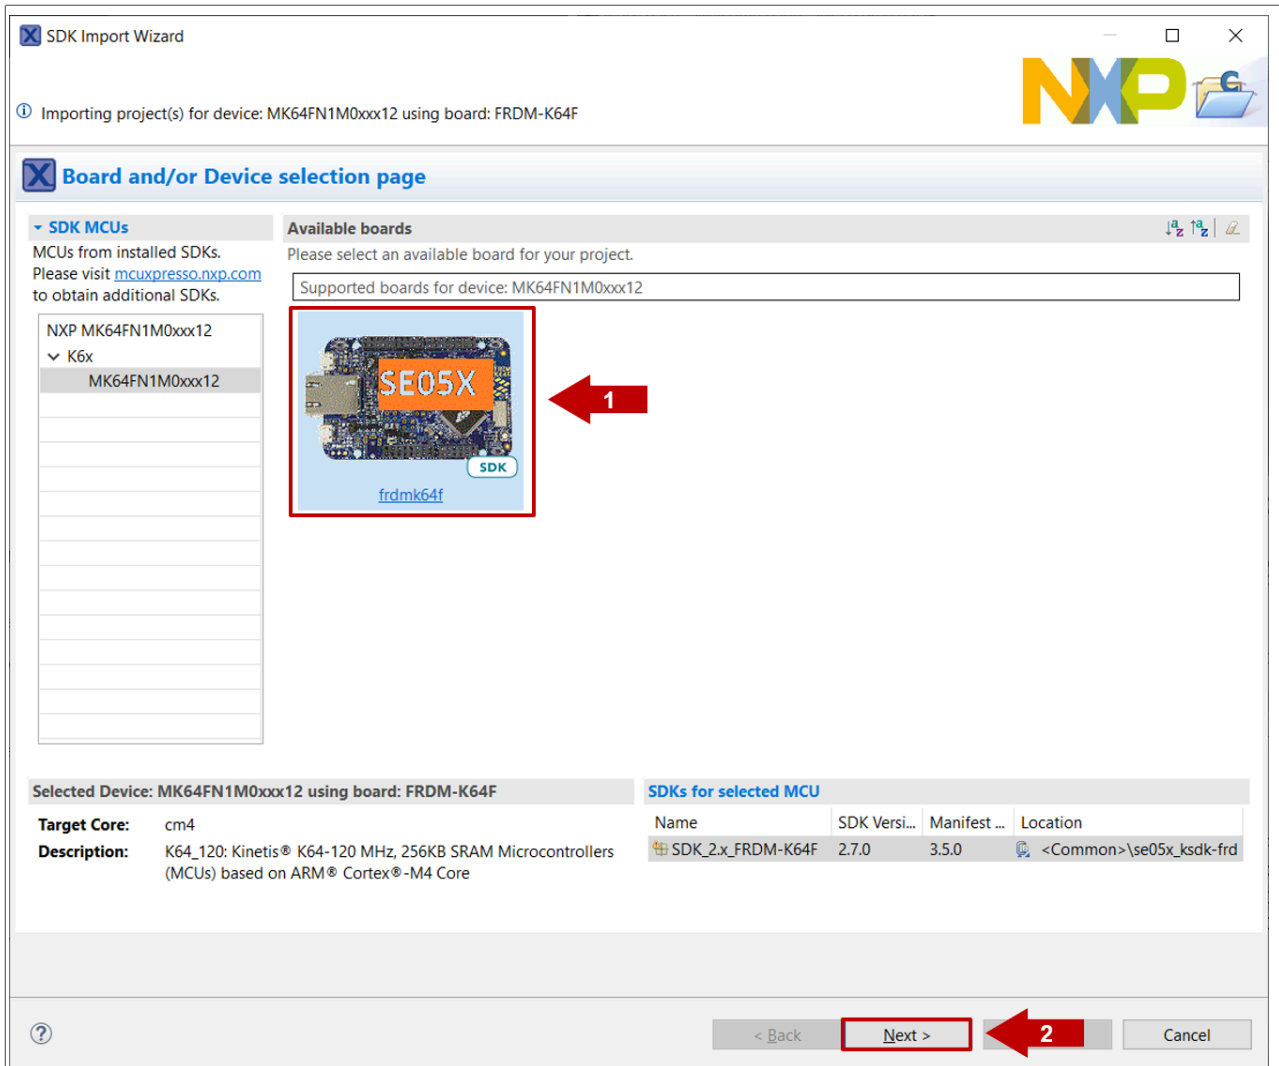 SDK Import Wizard
NXP
C
Importing project(s) for device: MK64FN1M0xxx12 using board: FRDM-K64F
Board and/or Device selection page
SDK MCUs
MCUs from installed SDKs.
Please visit mcuxpresso.nxp.com
to obtain additional SDKs.
NXP MK64FN1M0xxx12
K6x
MK64FN1M0xxx12
Available boards
Please select an available board for your project.
Supported boards for device: MK64FN1M0xxx12
SE05X
SDK
frdmk64f
1
Selected Device: MK64FN1M0xxx12 using board: FRDM-K64F
Target Core: cm4
Description: K64_120: Kinetis® K64-120 MHz, 256KB SRAM Microcontrollers
(MCUs) based on ARM® Cortex®-M4 Core
SDKs for selected MCU
Name SDK Versi... Manifest ... Location
SDK_2.x_FRDM-K64F 2.7.0 3.5.0 <Common>\se05x_ksdk-frd
< Back Next > 2 Cancel